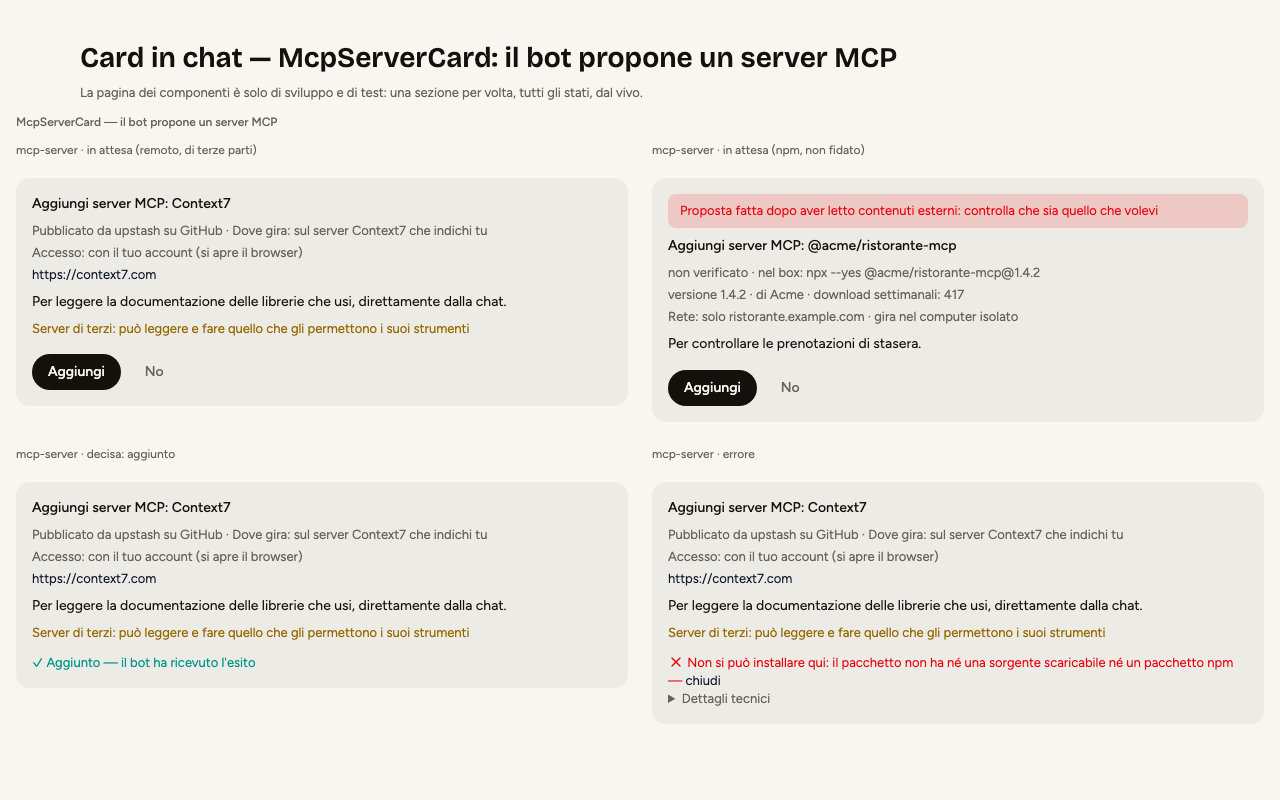 Card in chat — McpServerCard: il bot propone un server MCP
La pagina dei componenti è solo di sviluppo e di test: una sezione per volta, tutti gli stati, dal vivo.
McpServerCard — il bot propone un server MCP
mcp-server · in attesa (remoto, di terze parti)
Aggiungi server MCP: Context7
Pubblicato da upstash su GitHub · Dove gira: sul server Context7 che indichi tu
Accesso: con il tuo account (si apre il browser)
https://context7.com
Per leggere la documentazione delle librerie che usi, direttamente dalla chat.
Server di terzi: può leggere e fare quello che gli permettono i suoi strumenti
Aggiungi No
mcp-server · in attesa (npm, non fidato)
Proposta fatta dopo aver letto contenuti esterni: controlla che sia quello che volevi
Aggiungi server MCP: @acme/ristorante-mcp
non verificato · nel box: npx --yes @acme/ristorante-mcp@1.4.2
versione 1.4.2 · di Acme · download settimanali: 417
Rete: solo ristorante.example.com · gira nel computer isolato
Per controllare le prenotazioni di stasera.
Aggiungi No
mcp-server · decisa: aggiunto
Aggiungi server MCP: Context7
Pubblicato da upstash su GitHub · Dove gira: sul server Context7 che indichi tu
Accesso: con il tuo account (si apre il browser)
https://context7.com
Per leggere la documentazione delle librerie che usi, direttamente dalla chat.
Server di terzi: può leggere e fare quello che gli permettono i suoi strumenti
✓ Aggiunto — il bot ha ricevuto l'esito
mcp-server · errore
Aggiungi server MCP: Context7
Pubblicato da upstash su GitHub · Dove gira: sul server Context7 che indichi tu
Accesso: con il tuo account (si apre il browser)
https://context7.com
Per leggere la documentazione delle librerie che usi, direttamente dalla chat.
Server di terzi: può leggere e fare quello che gli permettono i suoi strumenti
✕ Non si può installare qui: il pacchetto non ha né una sorgente scaricabile né un pacchetto npm
— chiudi
▶ Dettagli tecnici